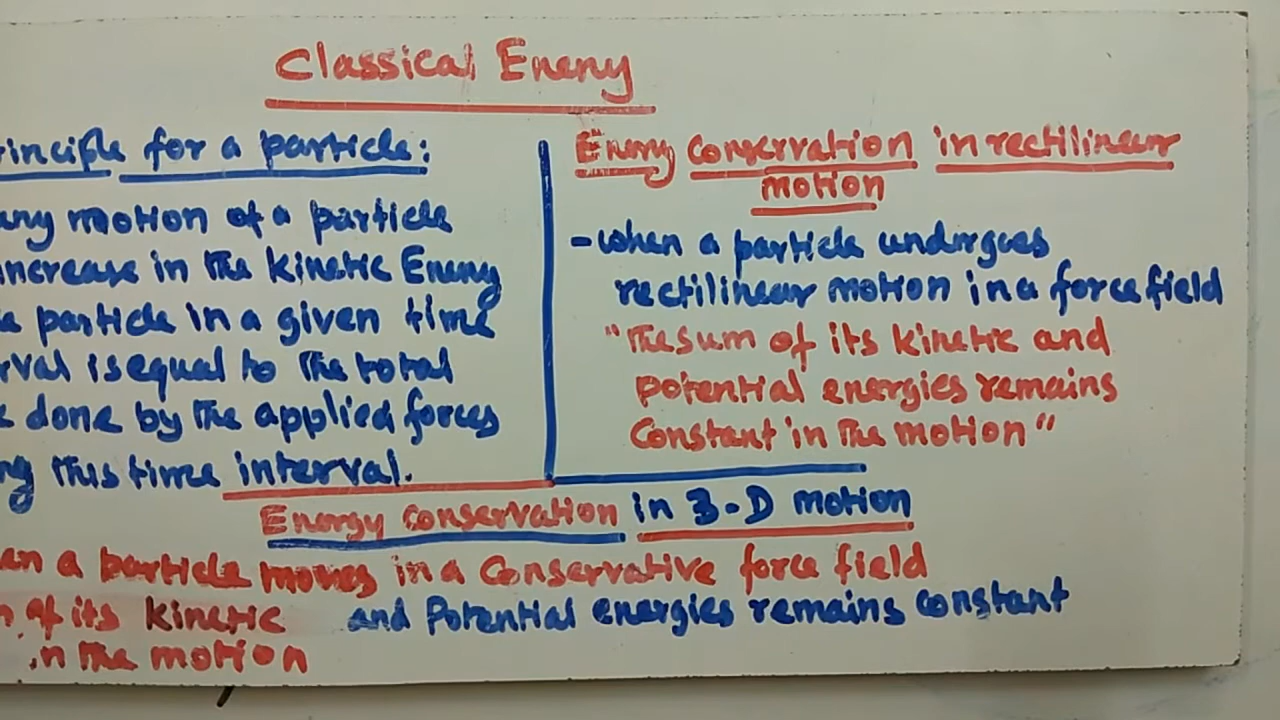 Classical Eneny
rinciple for a particle:
any motion of a particle
increase in the kinetic Energy
e particle in a given time
rval is equal to the total
k done by the applied forces
ng this time interval.
Enery conservation in rectilinear
motion
- when a particle undergoes
rectilinear motion in a force field
"The sum of its kinetic and
potential energies remains
Constant in the motion"
Energy conservation in 3-D motion
en a particle moves in a Conservative force field
of its kinetic and Potential energies remains constant
in the motion